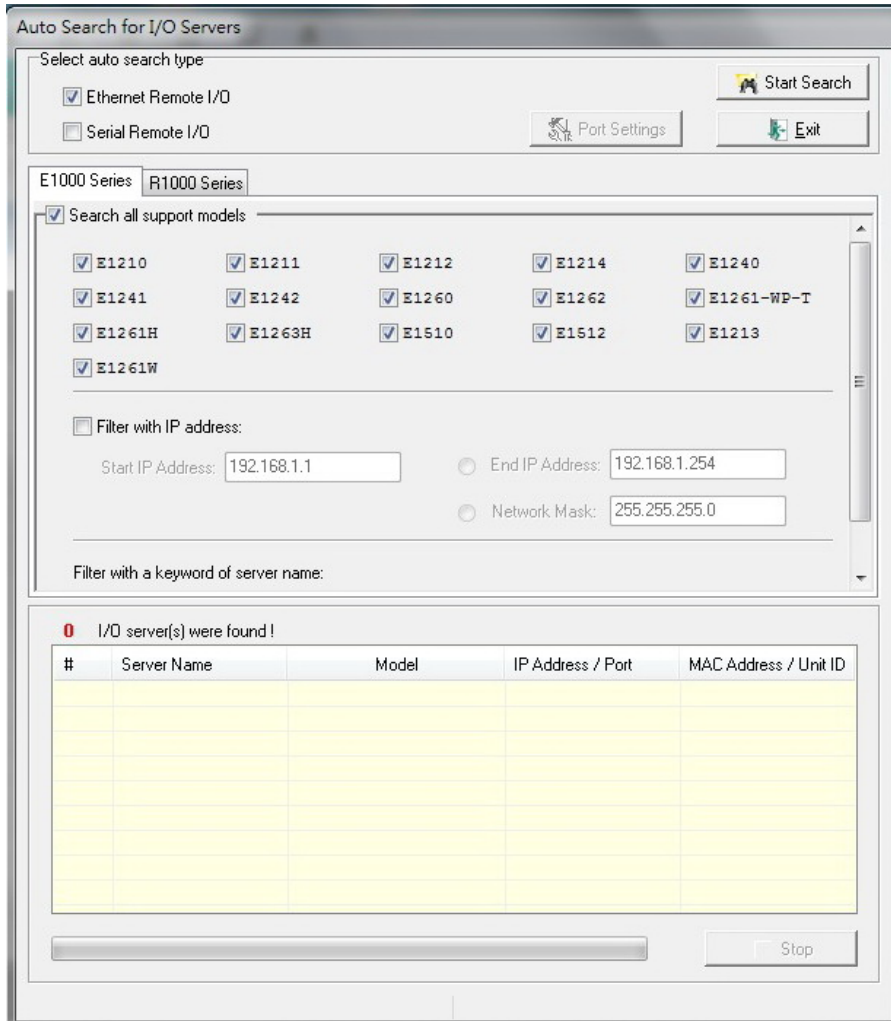 Auto Search for I/O Servers
Select auto search type
Ethernet Remote I/O
Start Search
Serial Remote I/O
Port Settings
Exit
E1000 Series
R1000 Series
Search all support models
E1210 E1211 E1212 E1214 E1240
E1241 E1242 E1260 E1262 E1261-WP-T
E1261H E1263H E1510 E1512 E1213
E1261W
Filter with IP address:
Start IP Address: 192.168.1.1 End IP Address: 192.168.1.254
Network Mask: 255.255.255.0
Filter with a keyword of server name:
0 I/O server(s) were found !
# Server Name Model IP Address / Port MAC Address / Unit ID
Stop